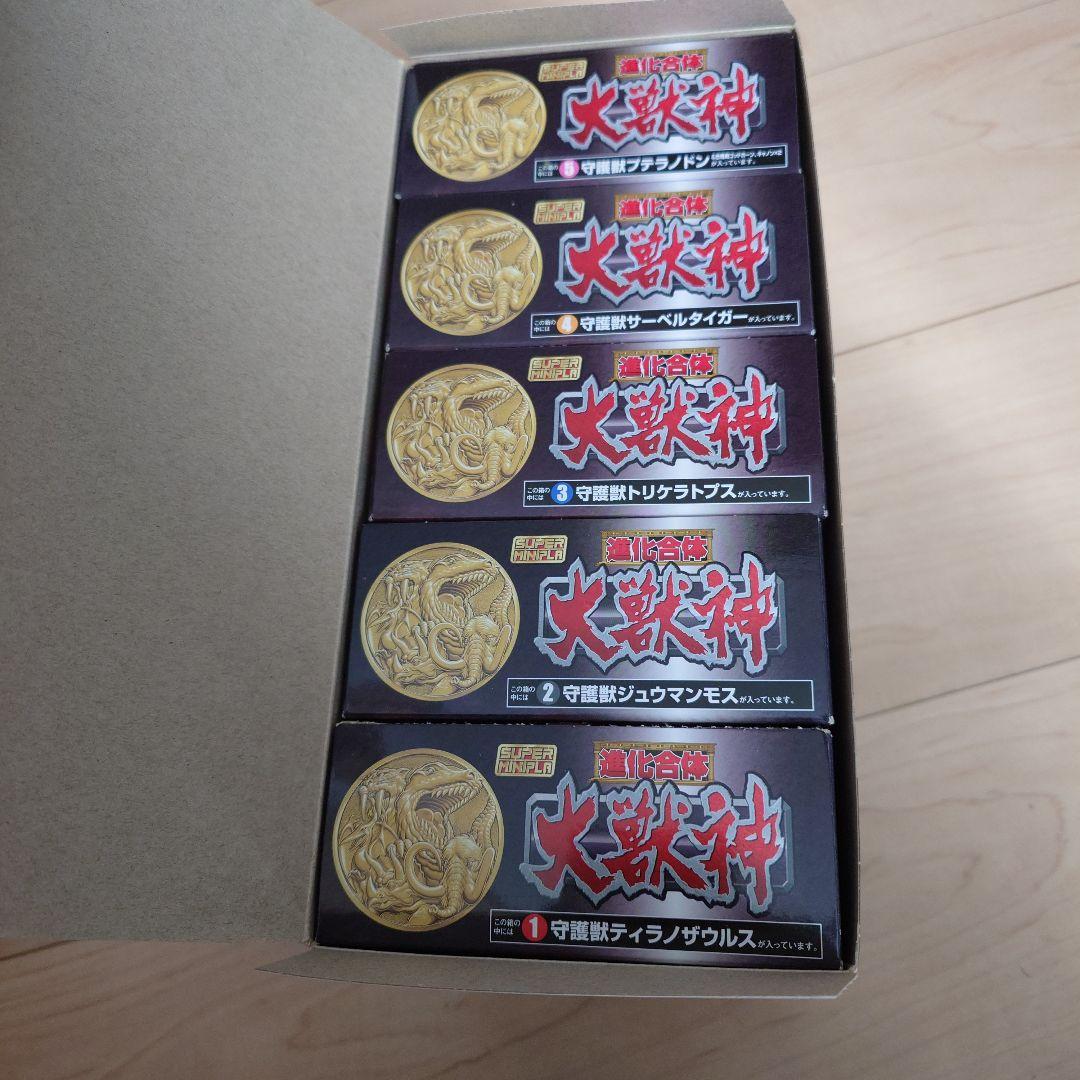 SUPER
MINIPLA
進化合体
大獣神
この箱の
中には
5 守護獣プテラノドン
が入っています。
SUPER
MINIPLA
進化合体
大獣神
この箱の
中には
4 守護獣サーベルタイガーが入っています。
SUPER
MINIPLA
進化合体
大獣神
この箱の
中には
3 守護獣トリケラトプスが入っています。
SUPER
MINIPLA
進化合体
大獣神
この箱の
中には
2 守護獣ジュウマンモスが入っています。
SUPER
MINIPLA
進化合体
大獣神
この箱の
中には
1 守護獣ティラノザウルスが入っています。